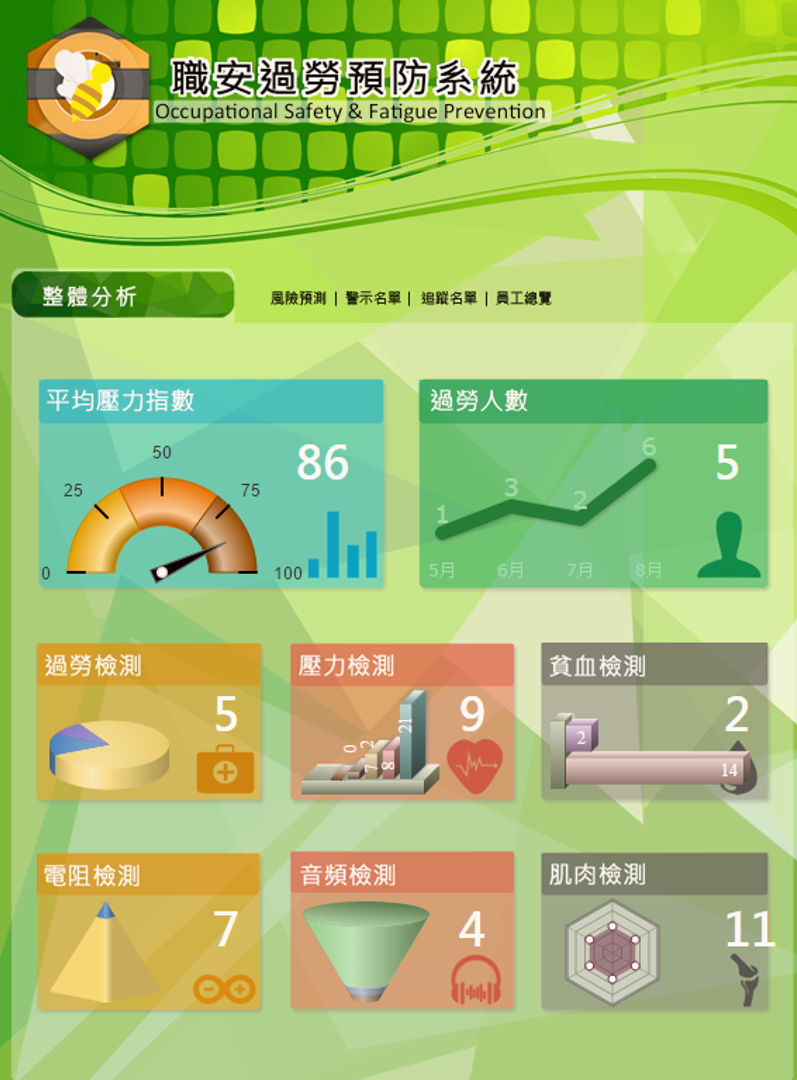 職安過勞預防系統
Occupational Safety & Fatigue Prevention
整體分析
風險預測 | 警示名單 | 追蹤名單 | 員工總覽
平均壓力指數
86
0
25
50
75
100
過勞人數
5
1
3
2
6
5月
6月
7月
8月
過勞檢測
5
壓力檢測
9
0
2
7
8
21
貧血檢測
2
2
14
電阻檢測
7
音頻檢測
4
肌肉檢測
11